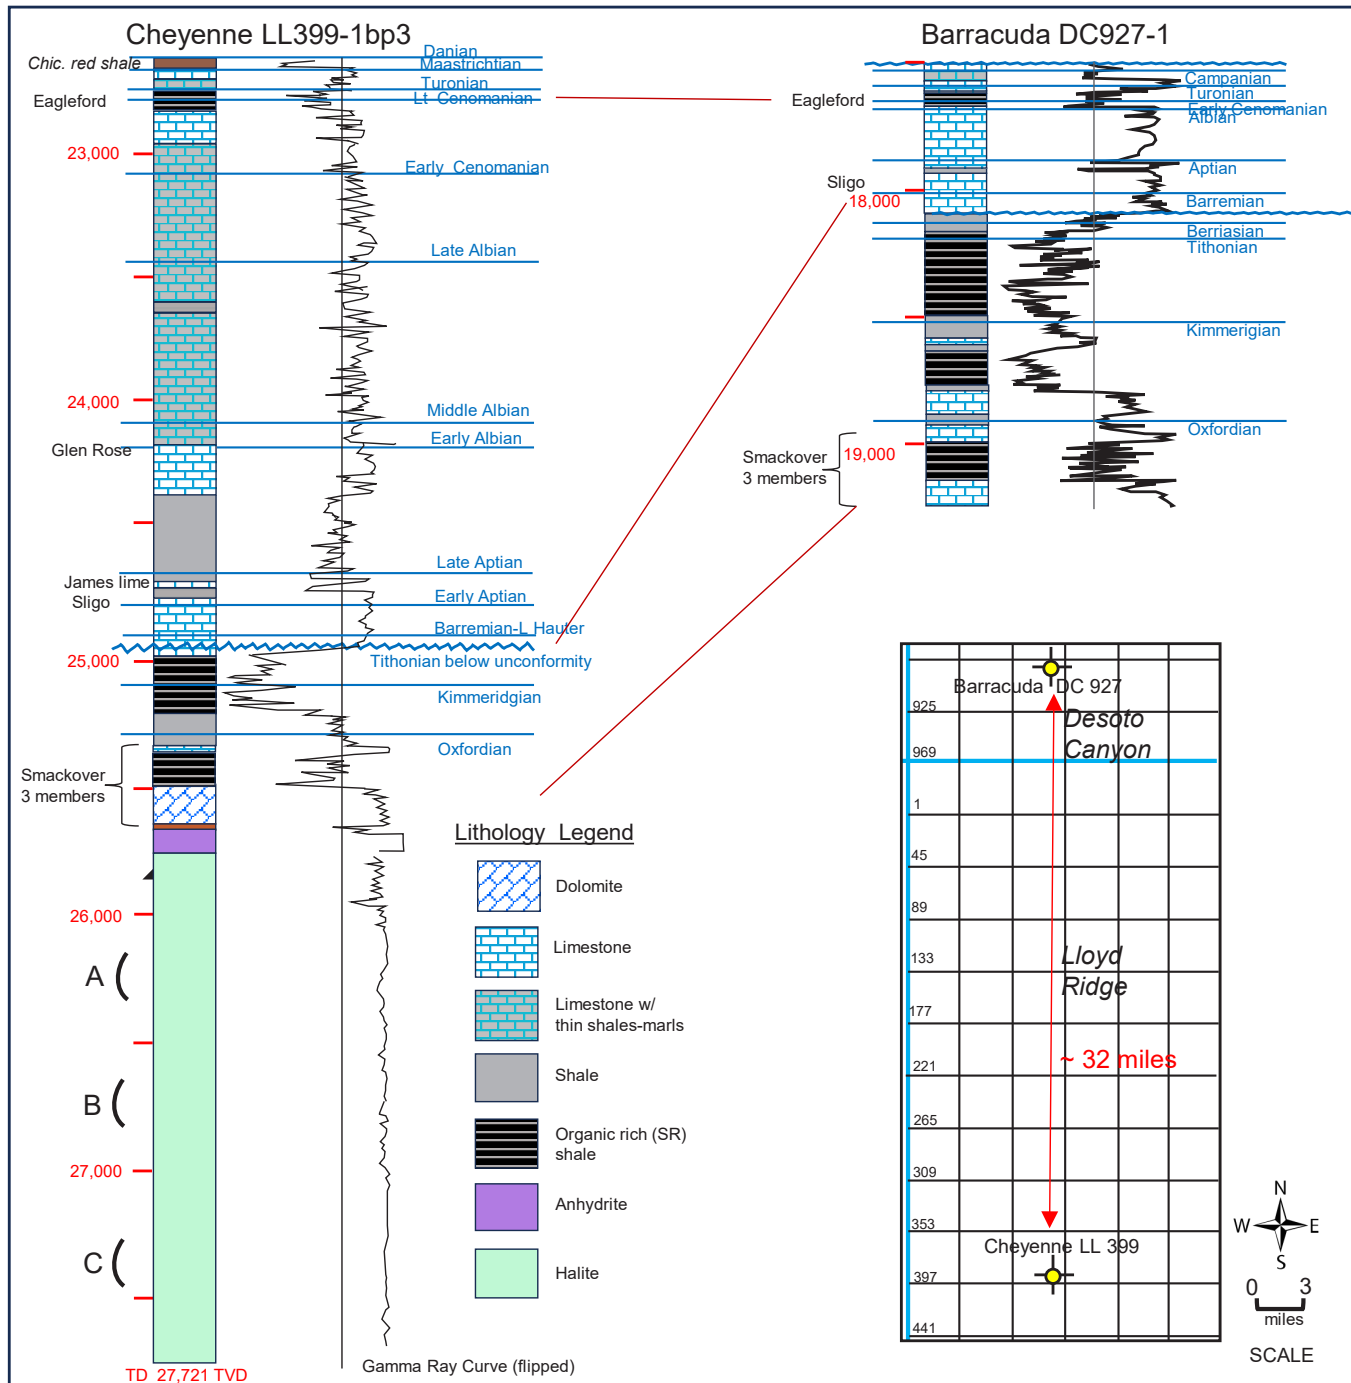 Cheyenne LL399-1bp3
Barracuda DC927-1
Chic. red shale
Danian
Maastrichtian
Turonian
Lt Cenomanian
Eagleford
23,000
Early Cenomanian
Late Albian
24,000
Middle Albian
Early Albian
Glen Rose
Late Aptian
James lime
Sligo
Early Aptian
Barremian-L Hauter
25,000
Tithonian below unconformity
Kimmeridgian
Oxfordian
Smackover
3 members
26,000
A
B
27,000
C
TD 27,721 TVD
Gamma Ray Curve (flipped)
Eagleford
Campanian
Turonian
Early Cenomanian
Albian
Aptian
Sligo
18,000
Barremian
Berriasian
Tithonian
Kimmerigian
Oxfordian
Smackover
3 members
19,000
Lithology Legend
Dolomite
Limestone
Limestone w/
thin shales-marls
Shale
Organic rich (SR)
shale
Anhydrite
Halite
Barracuda DC 927
925
Desoto
Canyon
969
1
45
89
133
Lloyd
Ridge
177
221
~ 32 miles
265
309
353
Cheyenne LL 399
397
441
N
W E
S
0 3
miles
SCALE